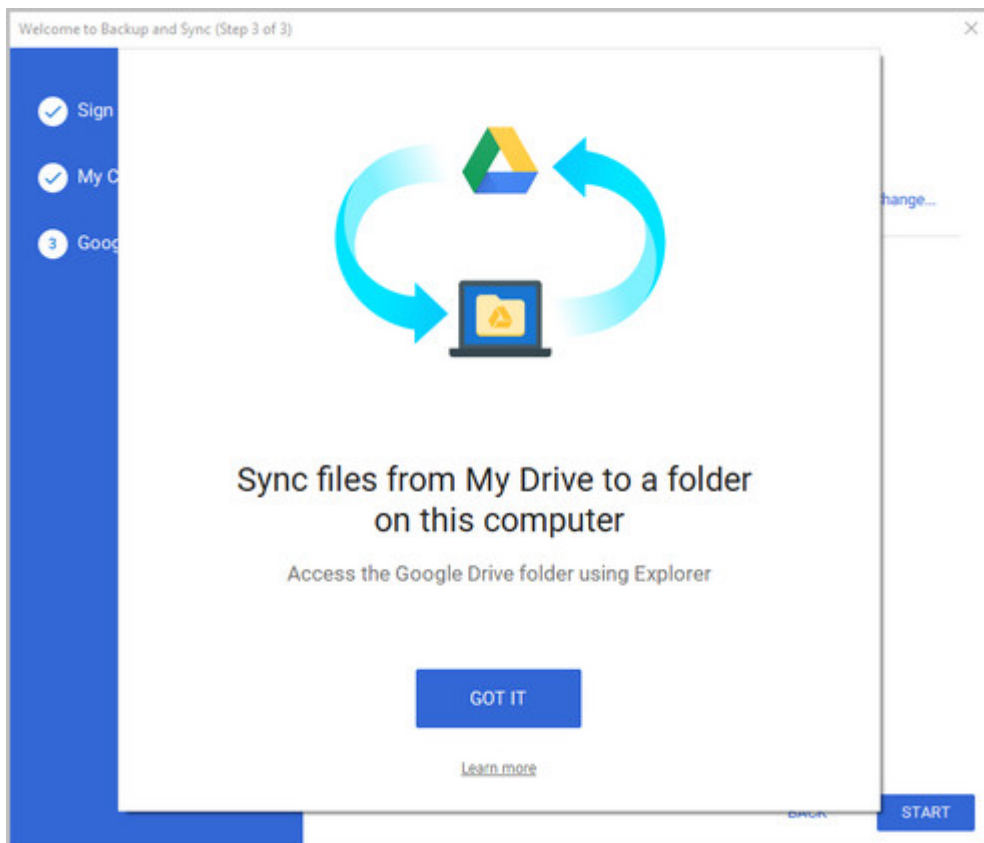 Welcome to Backup and Sync (Step 3 of 3)
Sign
My C
3 Goog
hange...
Sync files from My Drive to a folder
on this computer
Access the Google Drive folder using Explorer
GOT IT
Learn more
BACK
START